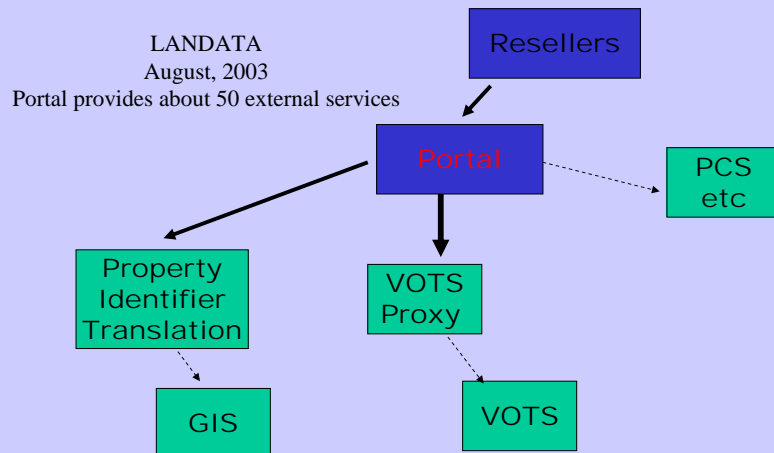 LANDATA
August, 2003
Portal provides about 50 external services
Resellers
Portal
PCS
etc
Property
Identifier
Translation
VOTS
Proxy
GIS
VOTS